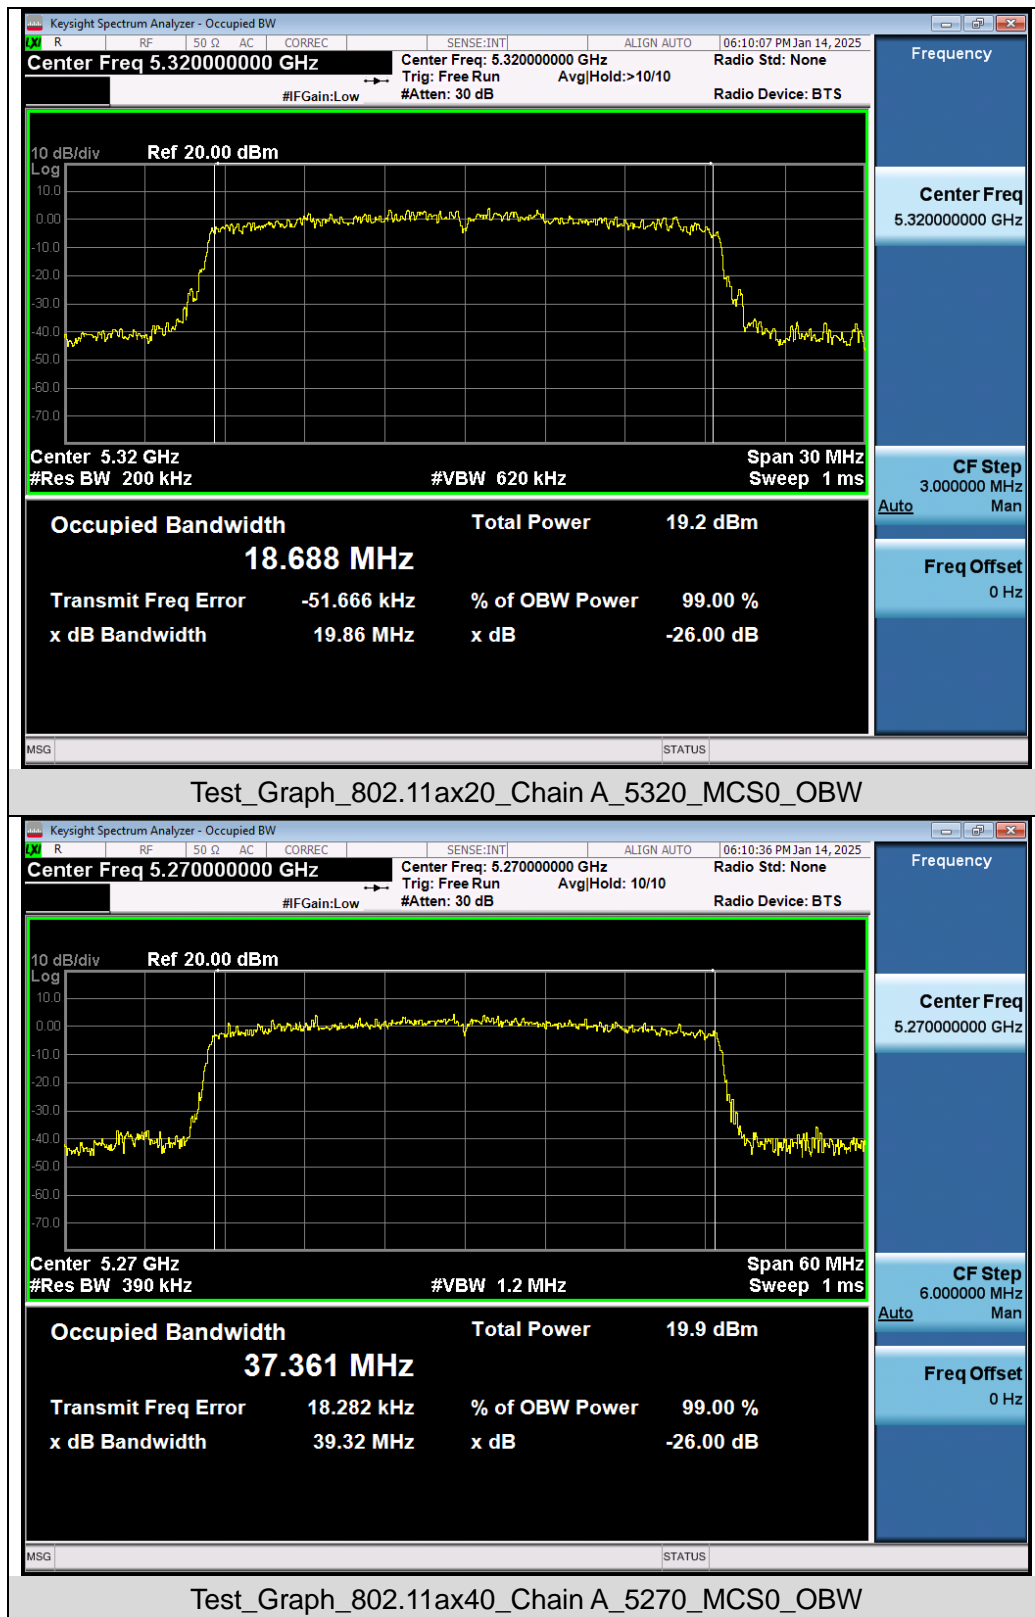 Keysight Spectrum Analyzer - Occupied BW
LXI R RF 50 Ω AC CORREC SENSE:INT ALIGN AUTO 06:10:07 PM Jan 14, 2025
Center Freq 5.320000000 GHz
Center Freq: 5.320000000 GHz Radio Std: None
Trig: Free Run Avg|Hold:>10/10
#IFGain:Low #Atten: 30 dB Radio Device: BTS
10 dB/div Ref 20.00 dBm
Log
10.0
0.00
-10.0
-20.0
-30.0
-40.0
-50.0
-60.0
-70.0
Center 5.32 GHz Span 30 MHz
#Res BW 200 kHz #VBW 620 kHz Sweep 1 ms
Occupied Bandwidth Total Power 19.2 dBm
18.688 MHz
Transmit Freq Error -51.666 kHz % of OBW Power 99.00 %
x dB Bandwidth 19.86 MHz x dB -26.00 dB
MSG STATUS
Frequency
Center Freq
5.320000000 GHz
CF Step
3.000000 MHz
Auto Man
Freq Offset
0 Hz
Test_Graph_802.11ax20_Chain A_5320_MCS0_OBW
Keysight Spectrum Analyzer - Occupied BW
LXI R RF 50 Ω AC CORREC SENSE:INT ALIGN AUTO 06:10:36 PM Jan 14, 2025
Center Freq 5.270000000 GHz
Center Freq: 5.270000000 GHz Radio Std: None
Trig: Free Run Avg|Hold: 10/10
#IFGain:Low #Atten: 30 dB Radio Device: BTS
10 dB/div Ref 20.00 dBm
Log
10.0
0.00
-10.0
-20.0
-30.0
-40.0
-50.0
-60.0
-70.0
Center 5.27 GHz Span 60 MHz
#Res BW 390 kHz #VBW 1.2 MHz Sweep 1 ms
Occupied Bandwidth Total Power 19.9 dBm
37.361 MHz
Transmit Freq Error 18.282 kHz % of OBW Power 99.00 %
x dB Bandwidth 39.32 MHz x dB -26.00 dB
MSG STATUS
Frequency
Center Freq
5.270000000 GHz
CF Step
6.000000 MHz
Auto Man
Freq Offset
0 Hz
Test_Graph_802.11ax40_Chain A_5270_MCS0_OBW